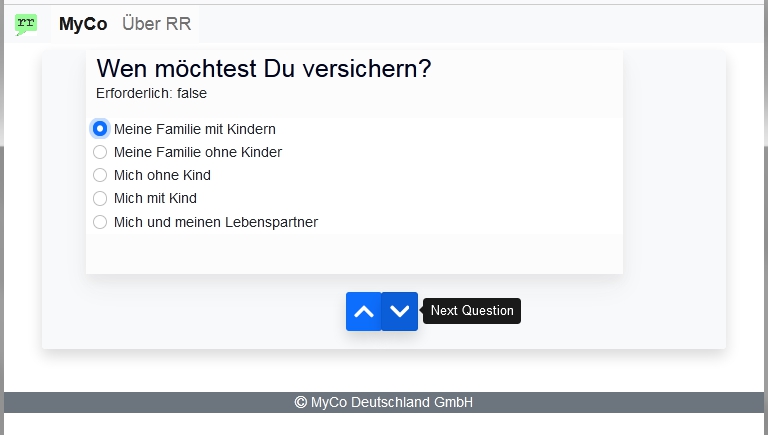 rr MyCo Über RR
Wen möchtest Du versichern?
Erforderlich: false
Meine Familie mit Kindern
Meine Familie ohne Kinder
Mich ohne Kind
Mich mit Kind
Mich und meinen Lebenspartner
Next Question
© MyCo Deutschland GmbH